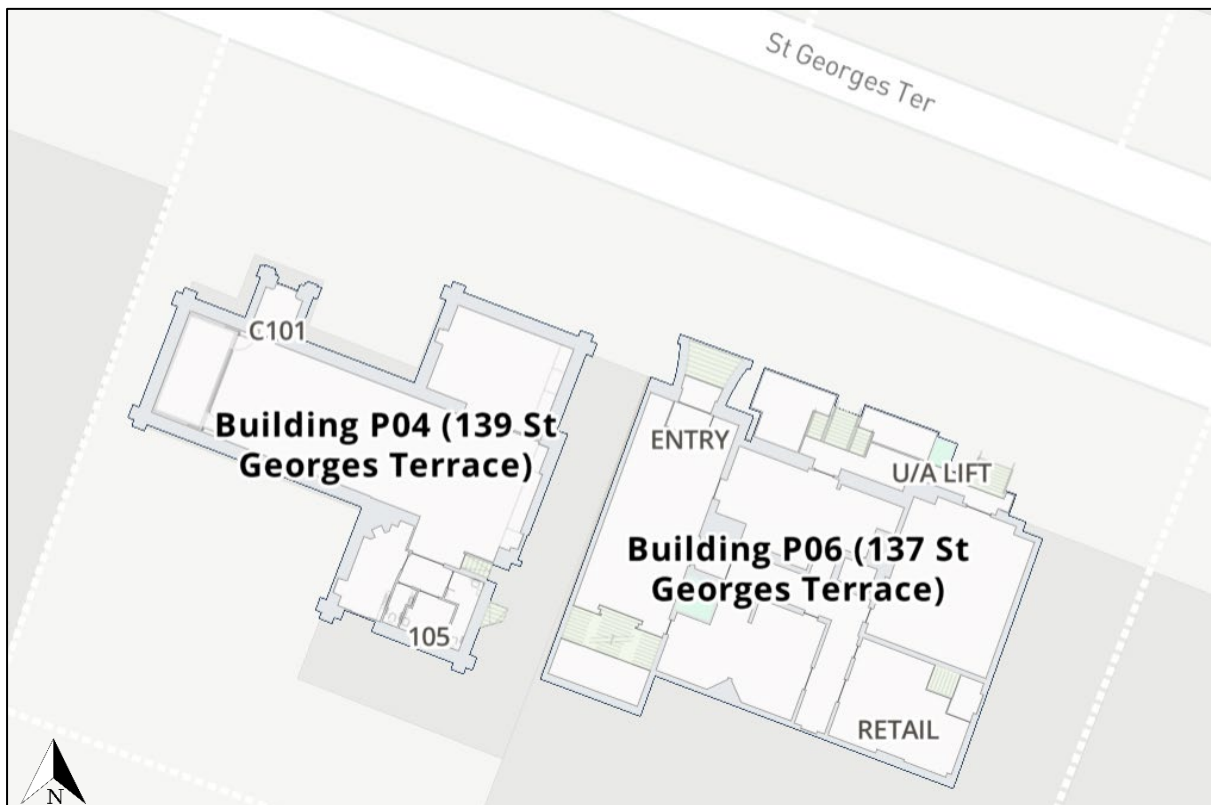 St Georges Ter
C101
Building P04 (139 St
Georges Terrace)
ENTRY
U/A LIFT
Building P06 (137 St
Georges Terrace)
105
RETAIL
N